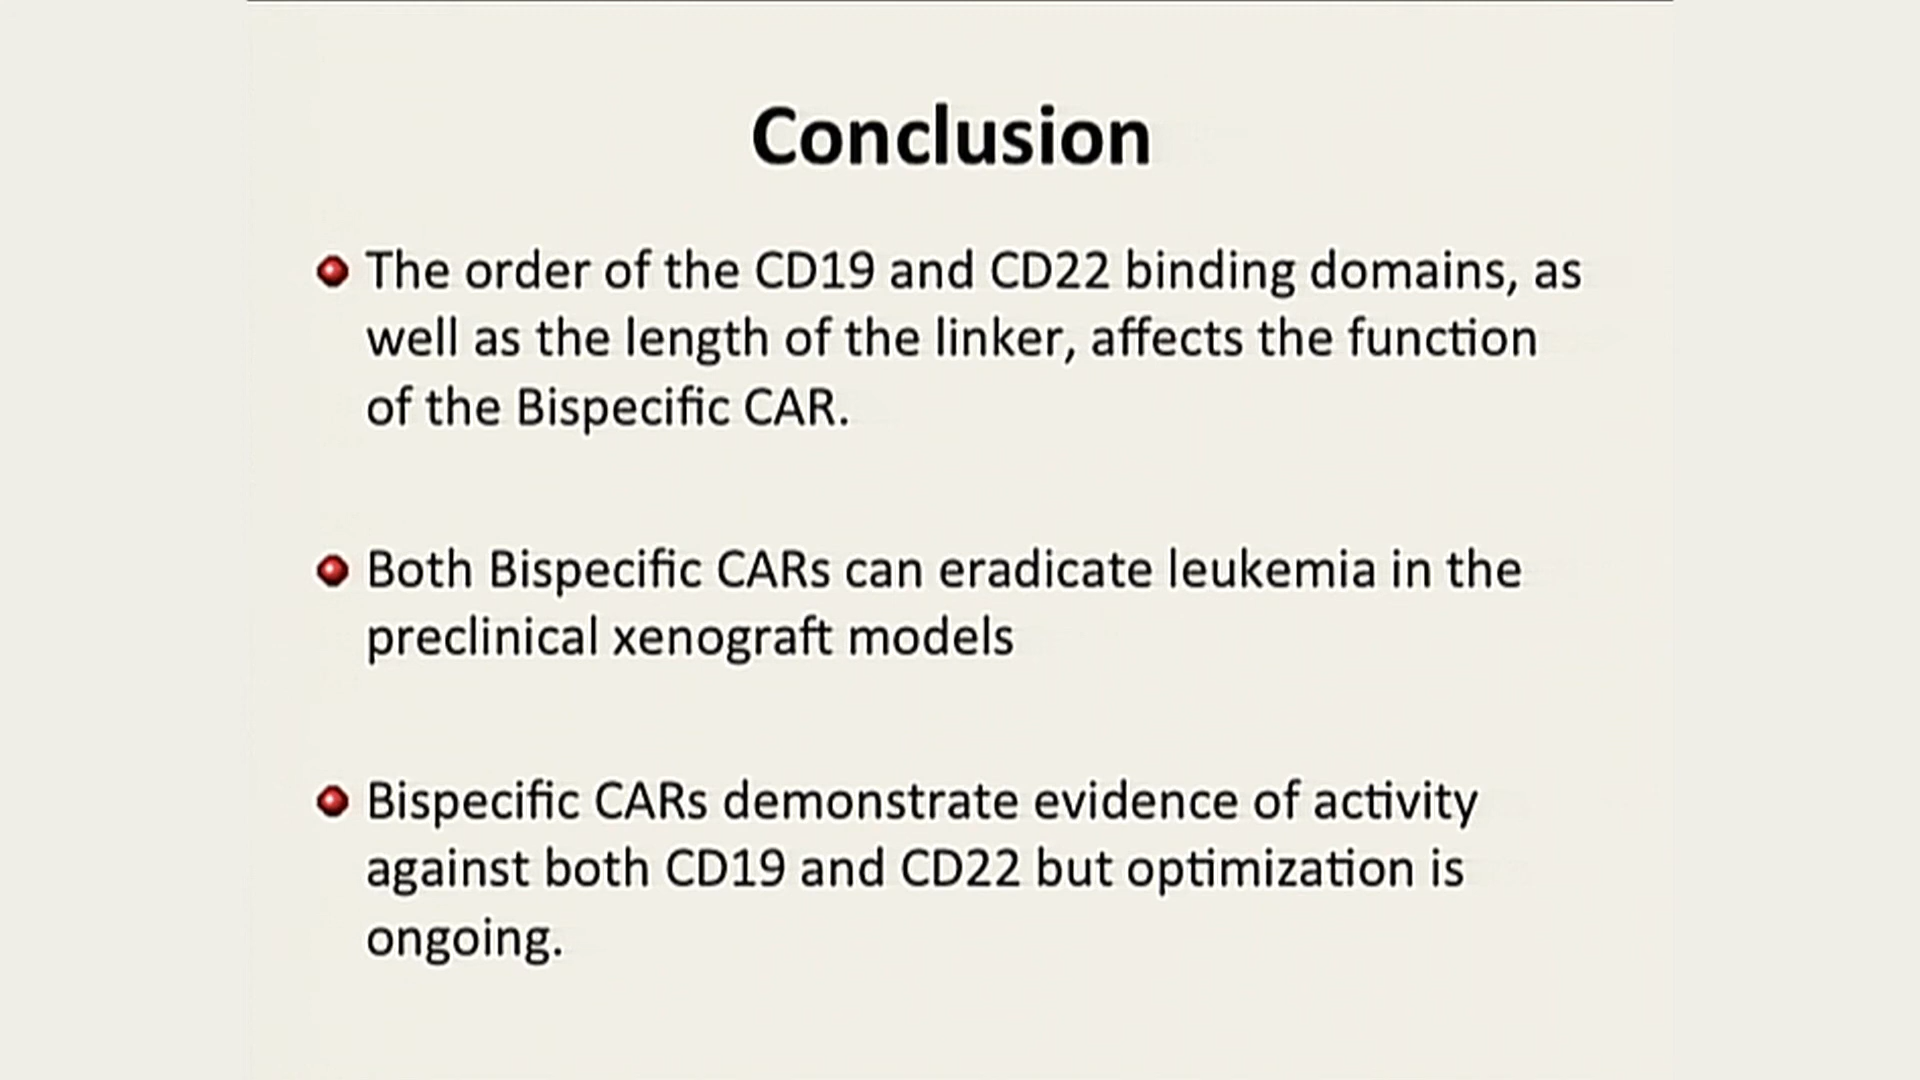 Conclusion
The order of the CD19 and CD22 binding domains, as
well as the length of the linker, affects the function
of the Bispecific CAR.
Both Bispecific CARs can eradicate leukemia in the
preclinical xenograft models
Bispecific CARs demonstrate evidence of activity
against both CD19 and CD22 but optimization is
ongoing.